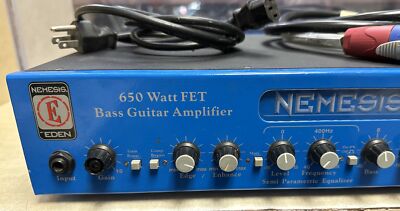 NEMESIS
EDEN
650 Watt FET
Bass Guitar Amplifier
NEMESIS
400Hz
Input
Gain
Edge
Enhance
Level
Frequency
Bass
Semi Parametric Equalizer